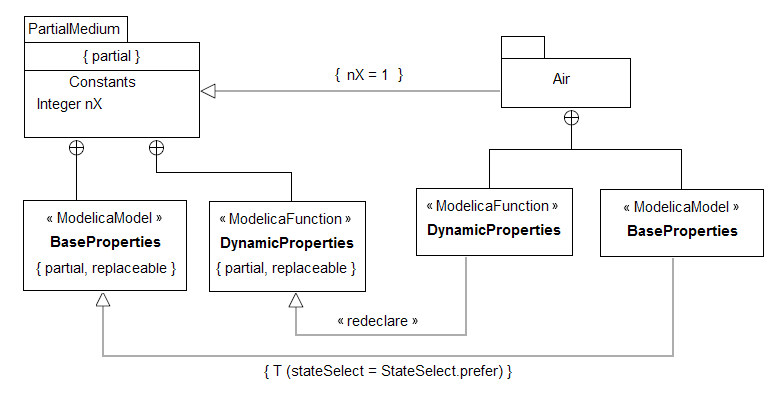 PartialMedium
{ partial }
Constants
Integer nX
{ nX = 1 }
Air
« ModelicaModel »
BaseProperties
{ partial, replaceable }
« ModelicaFunction »
DynamicProperties
{ partial, replaceable }
« ModelicaFunction »
DynamicProperties
« ModelicaModel »
BaseProperties
« redeclare »
{ T (stateSelect = StateSelect.prefer) }